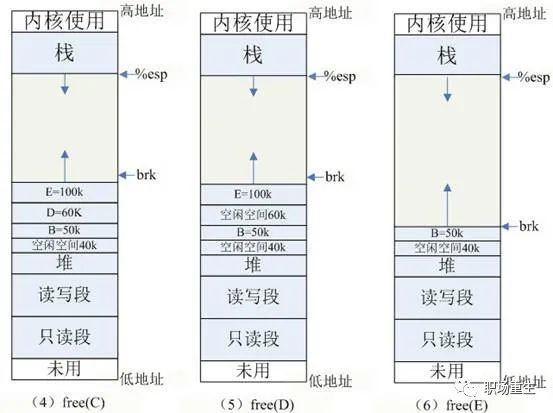 高地址
内核使用
栈
%esp
brk
E=100k
D=60K
B=50k
空闲空间40k
堆
读写段
只读段
未用
低地址
（4）free(C)
高地址
内核使用
栈
%esp
brk
E=100k
空闲空间60k
B=50k
空闲空间40k
堆
读写段
只读段
未用
低地址
（5）free(D)
高地址
内核使用
栈
%esp
brk
B=50k
空闲空间40k
堆
读写段
只读段
未用
低地址
（6）free(E)
职场重生